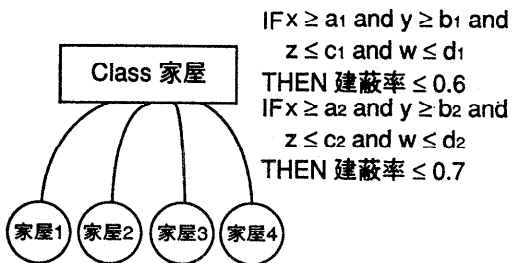 IF x ≥ a1 and y ≥ b1 and
z ≤ c1 and w ≤ d1
THEN 建蔽率 ≤ 0.6
IF x ≥ a2 and y ≥ b2 and
z ≤ c2 and w ≤ d2
THEN 建蔽率 ≤ 0.7
Class 家屋
家屋1 家屋2 家屋3 家屋4